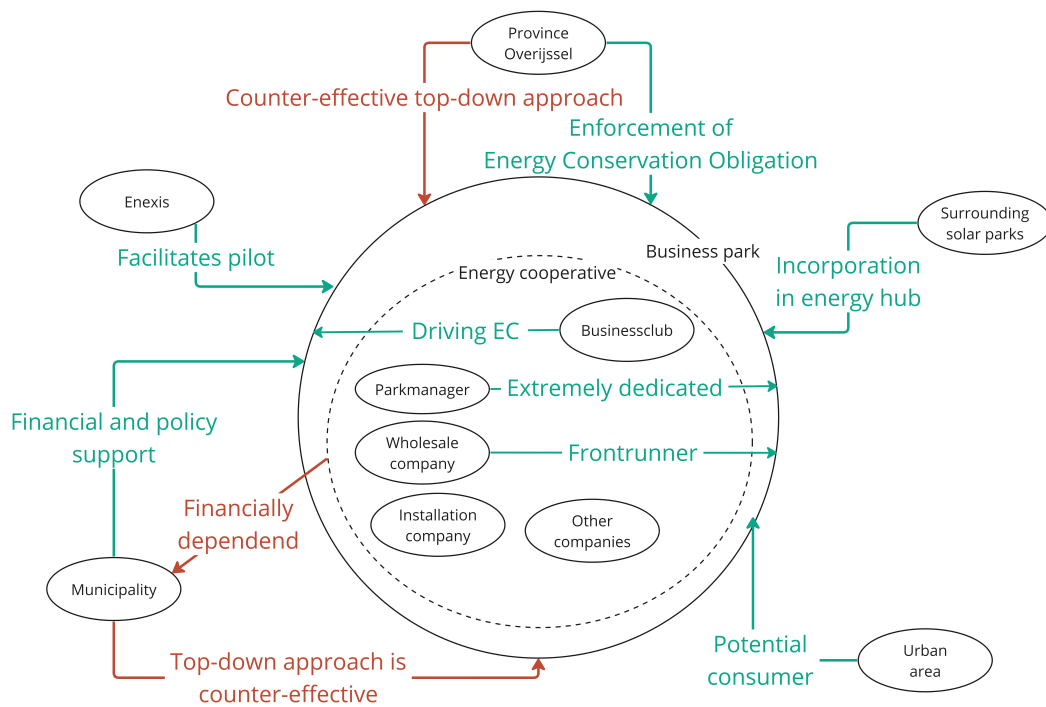 Province
Overijssel
Counter-effective top-down approach
Enforcement of
Energy Conservation Obligation
Enexis
Facilitates pilot
Surrounding
solar parks
Business park
Incorporation
in energy hub
Energy cooperative
Driving EC
Businessclub
Parkmanager
Extremely dedicated
Financial and policy
support
Wholesale
company
Frontrunner
Financially
dependend
Installation
company
Other
companies
Municipality
Potential
consumer
Urban
area
Top-down approach is
counter-effective